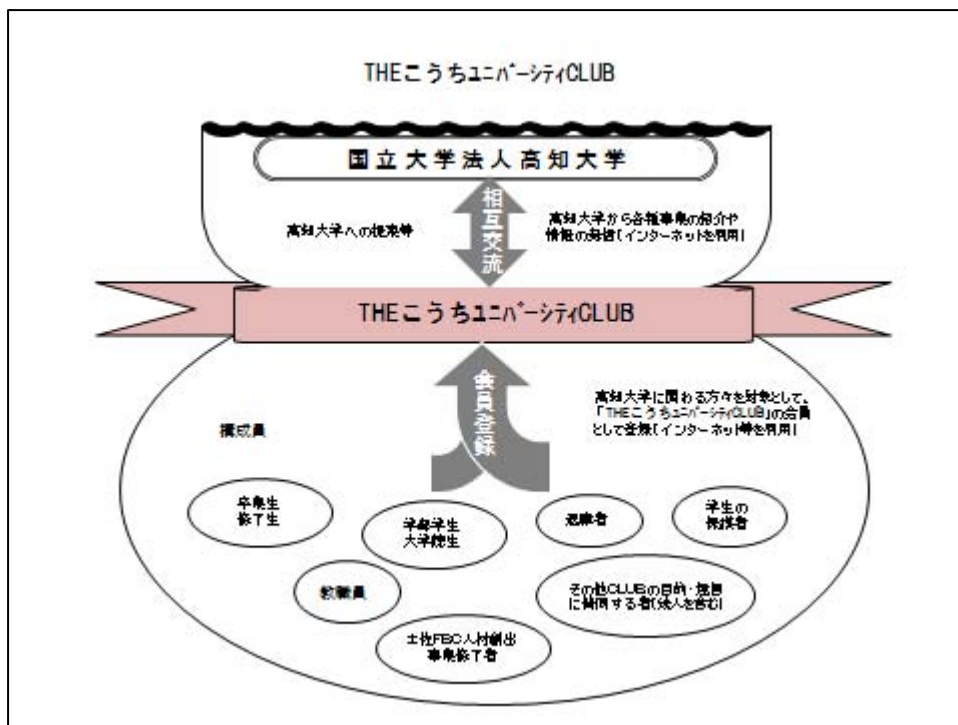 THEこうちユニバーシティCLUB
国立大学法人高知大学
相互交流
高知大学への提案等
高知大学から各種事業の紹介や
情報の発信(インターネットを利用)
THEこうちユニバーシティCLUB
会員登録
高知大学に関わる方々を対象として、
「THEこうちユニバーシティCLUB」の会員
として登録(インターネット等を利用)
構成員
卒業生
修了生
学部学生
大学院生
退職者
学生の
保護者
教職員
その他CLUBの目的・趣旨
に賛同する者(法人を含む)
土佐FBC人材創出
事業修了者